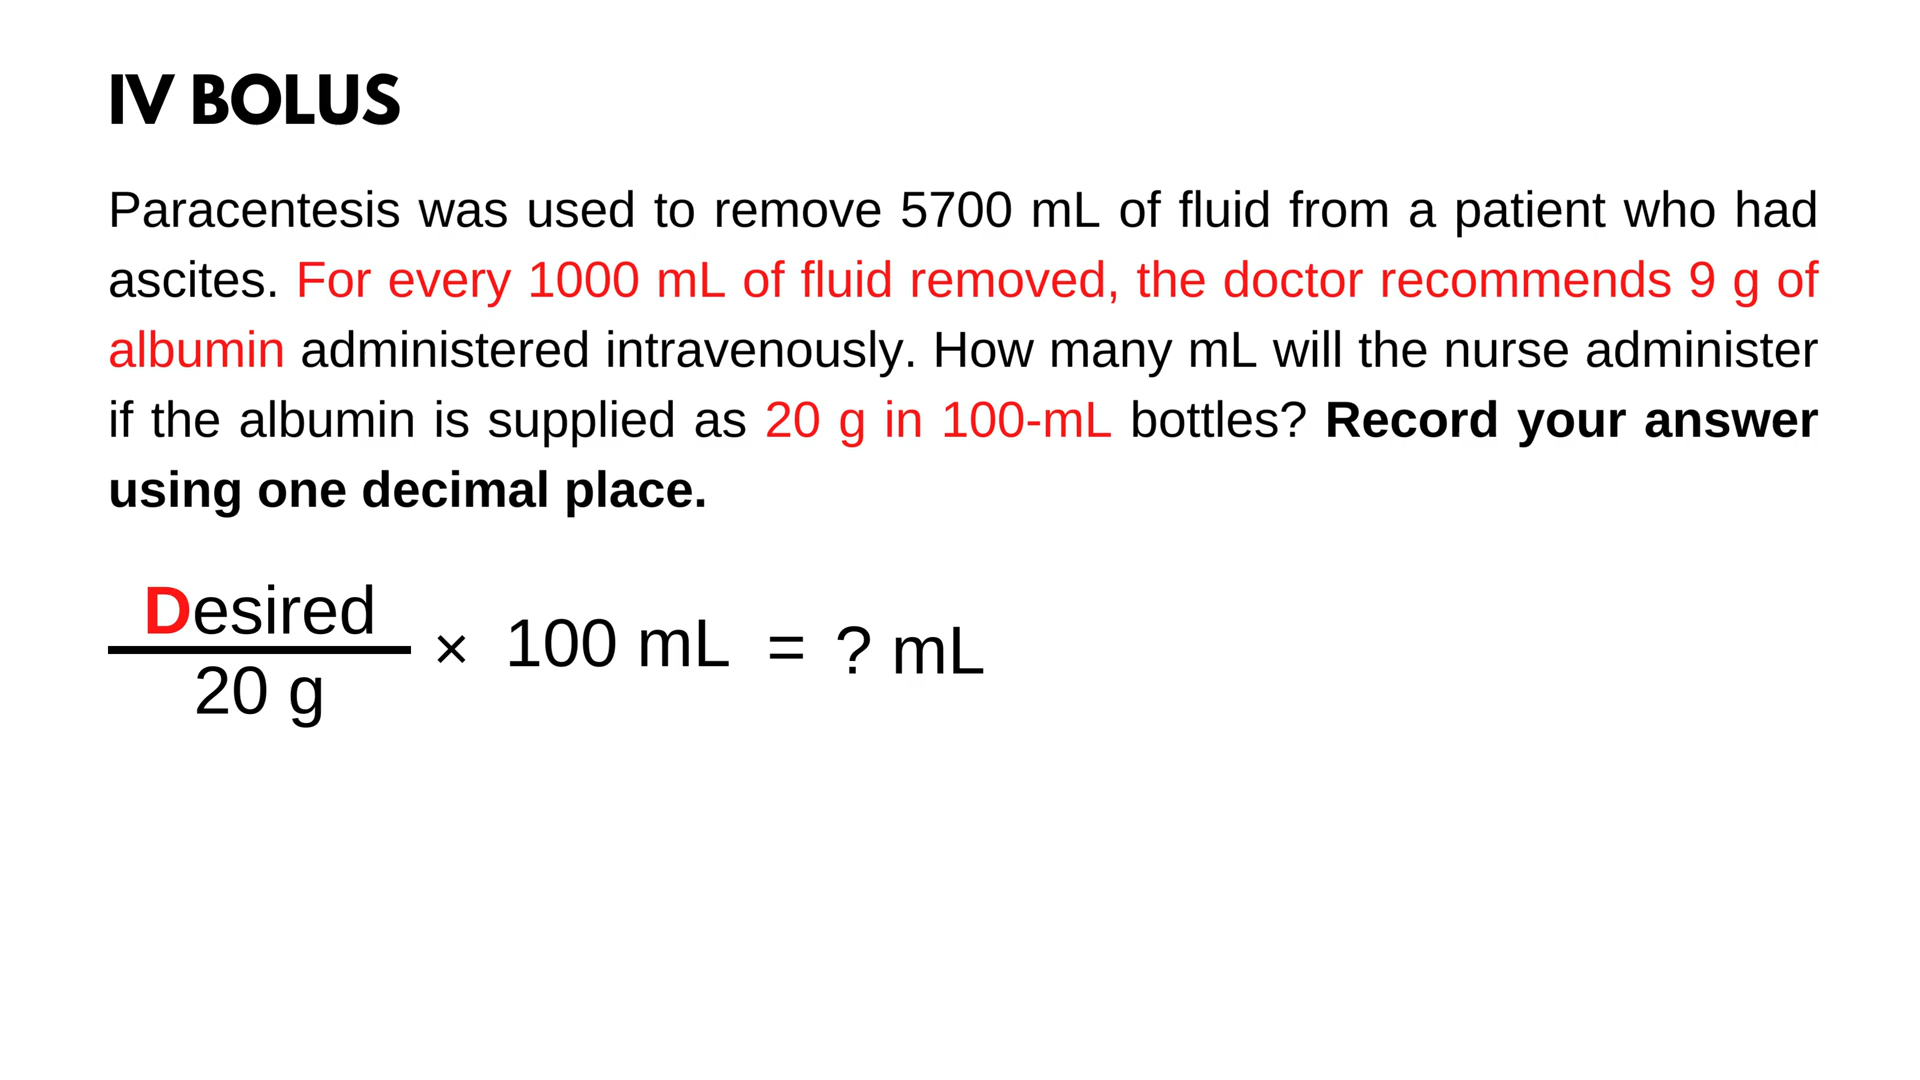 IV BOLUS
Paracentesis was used to remove 5700 mL of fluid from a patient who had
ascites. For every 1000 mL of fluid removed, the doctor recommends 9 g of
albumin administered intravenously. How many mL will the nurse administer
if the albumin is supplied as 20 g in 100-mL bottles? Record your answer
using one decimal place.
Desired
20 g
× 100 mL = ? mL